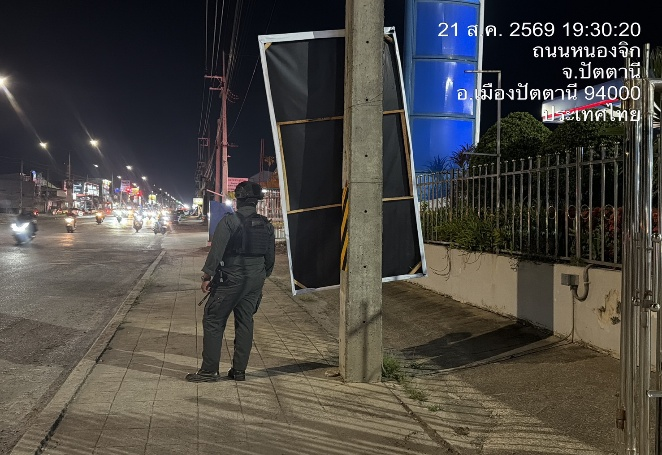 21 ส.ค. 2569 19:30:20
ถนนหนองจิก
จ.ปัตตานี
อ.เมืองปัตตานี 94000
ประเทศไทย